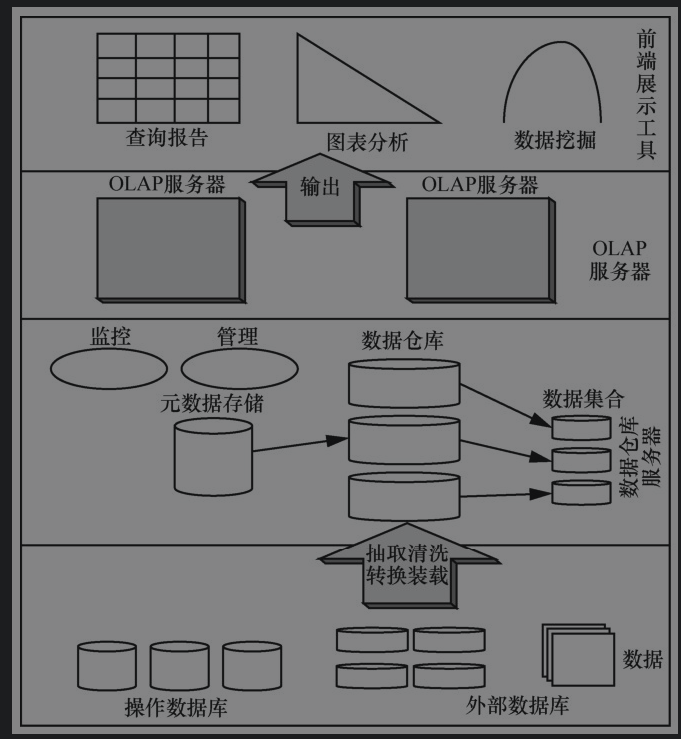 查询报告
图表分析
数据挖掘
前端展示工具
OLAP服务器
输出
OLAP服务器
OLAP
服务器
监控
管理
数据仓库
元数据存储
数据集合
数据仓库
服务器
抽取清洗
转换装载
操作数据库
外部数据库
数据